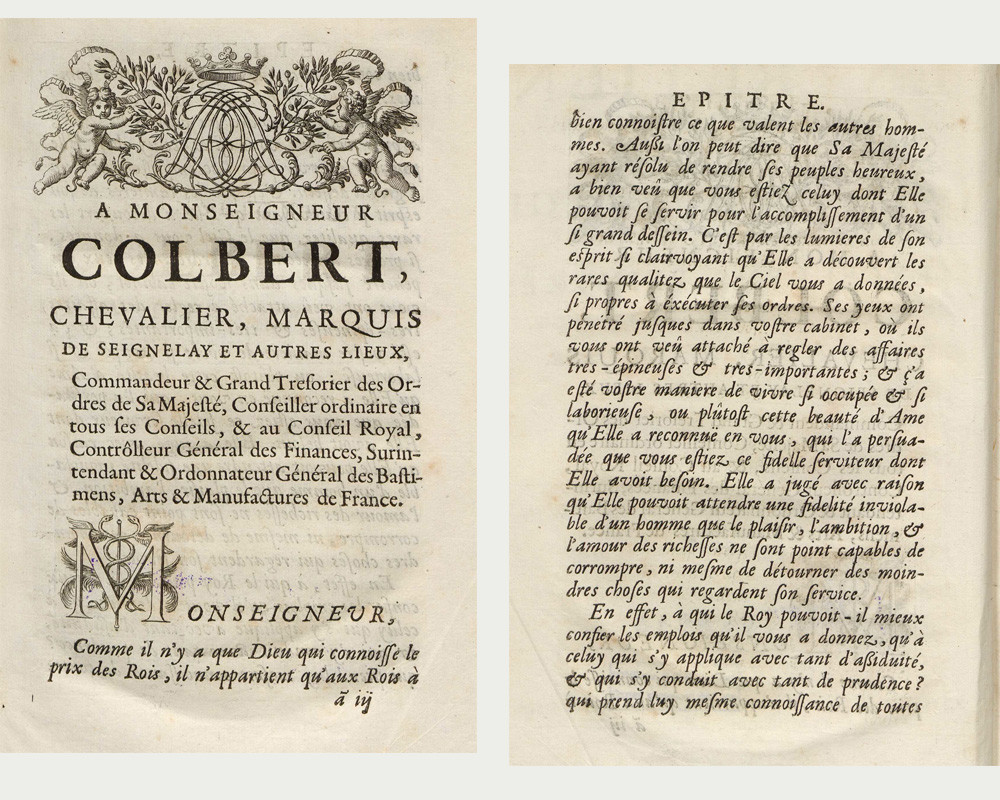 A MONSEIGNEUR
COLBERT,
CHEVALIER, MARQUIS
DE SEIGNELAY ET AUTRES LIEUX,
Commandeur & Grand Treſorier des Or-
dres de Sa Majeſté, Conſeiller ordinaire en
tous ſes Conſeils, & au Conſeil Royal,
Contrôlleur Général des Finances, Surin-
tendant & Ordonnateur Général des Baſti-
mens, Arts & Manufactures de France.
MONSEIGNEUR,
Comme il n'y a que Dieu qui connoiſſe le
prix des Rois, il n'appartient qu'aux Rois à
ã iij
EPITRE.
bien connoiſtre ce que valent les autres hom-
mes. Auſſi l'on peut dire que Sa Majeſté
ayant réſolu de rendre ſes peuples heureux,
a bien veû que vous eſtiez celuy dont Elle
pouvoit ſe ſervir pour l'accompliſſement d'un
ſi grand deſſein. C'eſt par les lumieres de ſon
esprit ſi clairvoyant qu'Elle a découvert les
rares qualitez que le Ciel vous a données,
ſi propres à éxécuter ſes ordres. Ses yeux ont
penétré juſques dans voſtre cabinet, où ils
vous ont veû attaché à regler des affaires
tres-épineuſes & tres-importantes; & ç'a
eſté voſtre maniere de vivre ſi occupée & ſi
laborieuſe, ou plûtoſt cette beauté d'Ame
qu'Elle a reconnuë en vous, qui l'a perſua-
dée que vous eſtiez ce fidelle ſerviteur dont
Elle avoit beſoin. Elle a jugé avec raiſon
qu'Elle pouvoit attendre une fidelité inviola-
ble d'un homme que le plaiſir, l'ambition, &
l'amour des richeſſes ne ſont point capables de
corrompre, ni meſme de détourner des moin-
dres choſes qui regardent ſon ſervice.
En effet, à qui le Roy pouvoit-il mieux
confier les emplois qu'il vous a donnez, qu'à
celuy qui s'y applique avec tant d'aſſiduité,
& qui s'y conduit avec tant de prudence?
qui prend luy meſme connoiſſance de toutes